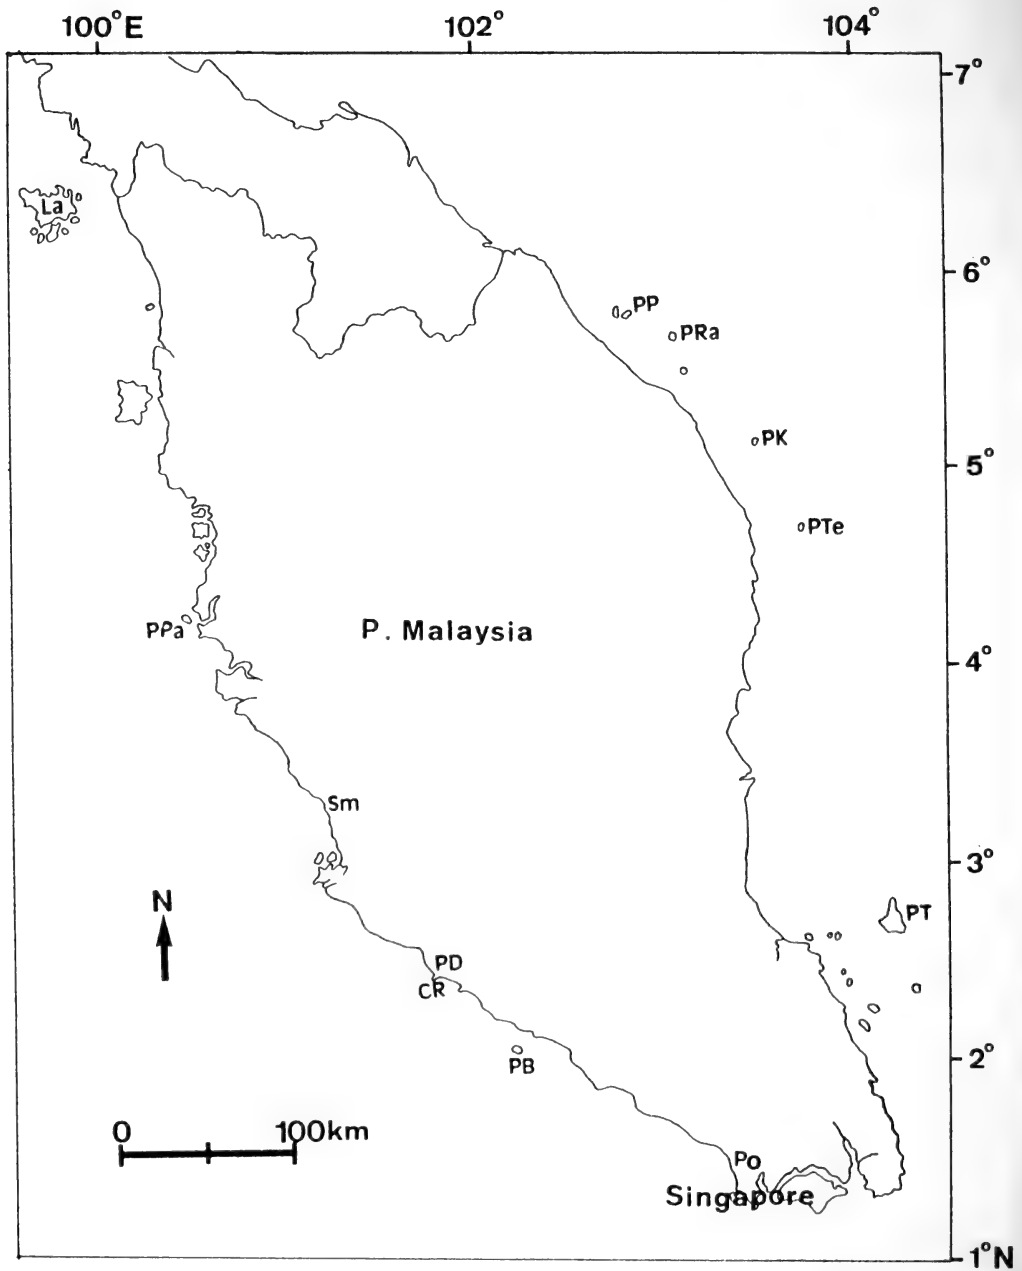 100°E 102° 104°
7°
La
6°
PP
PRa
PK
5°
PTe
PPa
P. Malaysia
4°
Sm
3°
N
PT
PD
CR
2°
PB
0 100km
Po
Singapore
1°N